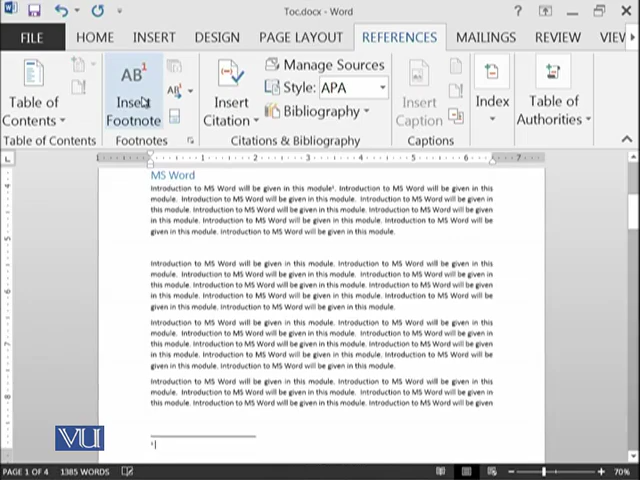 Toc.docx - Word
FILE HOME INSERT DESIGN PAGE LAYOUT REFERENCES MAILINGS REVIEW VIEW
Table of Contents
AB1
Insert Footnote
AB1
Insert Citation
Manage Sources
Style: APA
Bibliography
Insert Caption
Index
Table of Authorities
Table of Contents Footnotes Citations & Bibliography Captions
1 2 3 4 5 6 7
MS Word
Introduction to MS Word will be given in this module¹. Introduction to MS Word will be given in this
module. Introduction to MS Word will be given in this module. Introduction to MS Word will be given in
this module. Introduction to MS Word will be given in this module. Introduction to MS Word will be given
in this module. Introduction to MS Word will be given in this module. Introduction to MS Word will be
given in this module. Introduction to MS Word will be given in this module.
Introduction to MS Word will be given in this module. Introduction to MS Word will be given in this
module. Introduction to MS Word will be given in this module. Introduction to MS Word will be given in
this module. Introduction to MS Word will be given in this module. Introduction to MS Word will be given
in this module. Introduction to MS Word will be given in this module. Introduction to MS Word will be
given in this module. Introduction to MS Word will be given in this module.
Introduction to MS Word will be given in this module. Introduction to MS Word will be given in this
module. Introduction to MS Word will be given in this module. Introduction to MS Word will be given in
this module. Introduction to MS Word will be given in this module. Introduction to MS Word will be given
in this module. Introduction to MS Word will be given in this module. Introduction to MS Word will be
given in this module. Introduction to MS Word will be given in this module.
Introduction to MS Word will be given in this module. Introduction to MS Word will be given in this
module. Introduction to MS Word will be given in this module. Introduction to MS Word will be given in
this module. Introduction to MS Word will be given in this module. Introduction to MS Word will be given
1
VU
PAGE 1 OF 4 1385 WORDS 70%